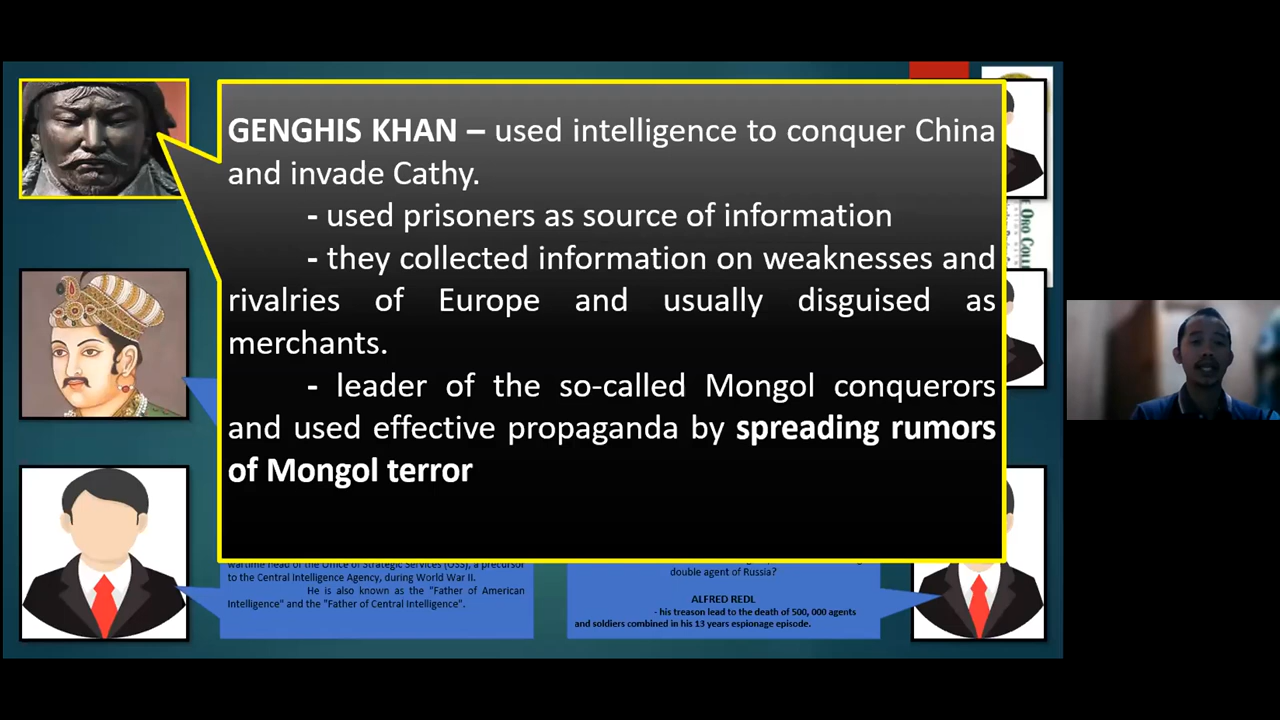 GENGHIS KHAN – used intelligence to conquer China
and invade Cathy.
- used prisoners as source of information
- they collected information on weaknesses and
rivalries of Europe and usually disguised as
merchants.
- leader of the so-called Mongol conquerors
and used effective propaganda by spreading rumors
of Mongol terror
wartime head of the Office of Strategic Services (OSS), a precursor
to the Central Intelligence Agency, during World War II.
He is also known as the "Father of American
Intelligence" and the "Father of Central Intelligence".
double agent of Russia?
ALFRED REDL
- his treason lead to the death of 500, 000 agents
and soldiers combined in his 13 years espionage episode.